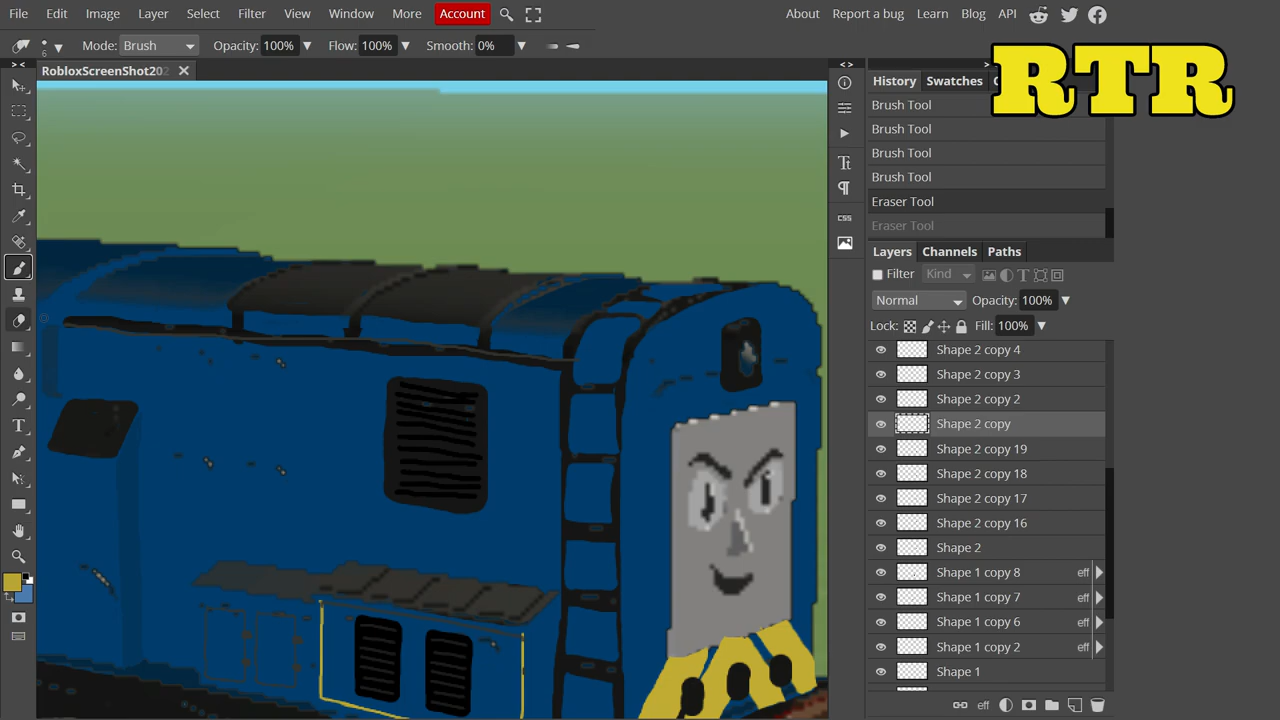 File Edit Image Layer Select Filter View Window More Account About Report a bug Learn Blog API
6 Mode: Brush Opacity: 100% Flow: 100% Smooth: 0%
RobloxScreenShot202
RTR
History Swatches
Brush Tool
Brush Tool
Brush Tool
Brush Tool
Eraser Tool
Eraser Tool
Layers Channels Paths
Filter Kind
Normal Opacity: 100%
Lock: Fill: 100%
Shape 2 copy 4
Shape 2 copy 3
Shape 2 copy 2
Shape 2 copy
Shape 2 copy 19
Shape 2 copy 18
Shape 2 copy 17
Shape 2 copy 16
Shape 2
Shape 1 copy 8 eff
Shape 1 copy 7 eff
Shape 1 copy 6 eff
Shape 1 copy 2 eff
Shape 1
eff
CSS